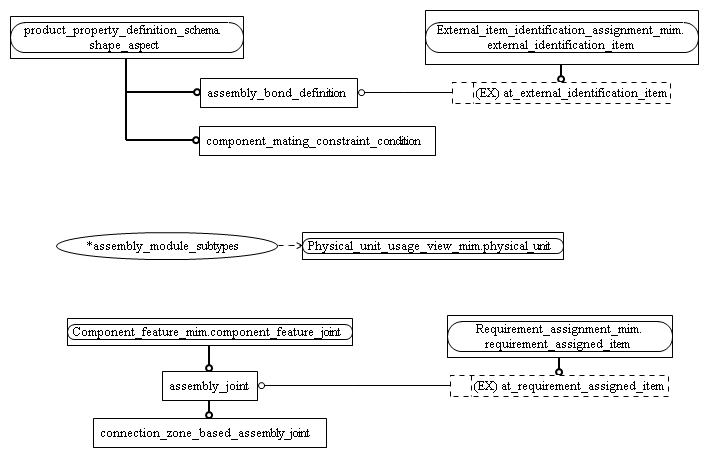 product_property_definition_schema.
shape_aspect
External_item_identification_assignment_mim.
external_identification_item
assembly_bond_definition
(EX) at_external_identification_item
component_mating_constraint_condition
*assembly_module_subtypes
Physical_unit_usage_view_mim.physical_unit
Component_feature_mim.component_feature_joint
Requirement_assignment_mim.
requirement_assigned_item
assembly_joint
(EX) at_requirement_assigned_item
connection_zone_based_assembly_joint